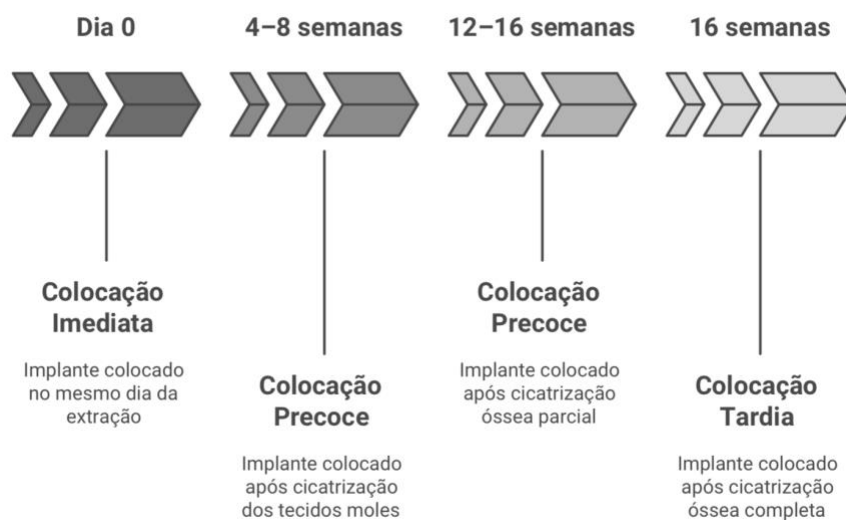 Dia 0
4–8 semanas
12–16 semanas
16 semanas
Colocação
Imediata
Implante colocado
no mesmo dia da
extração
Colocação
Precoce
Implante colocado
após cicatrização
dos tecidos moles
Colocação
Precoce
Implante colocado
após cicatrização
óssea parcial
Colocação
Tardia
Implante colocado
após cicatrização
óssea completa